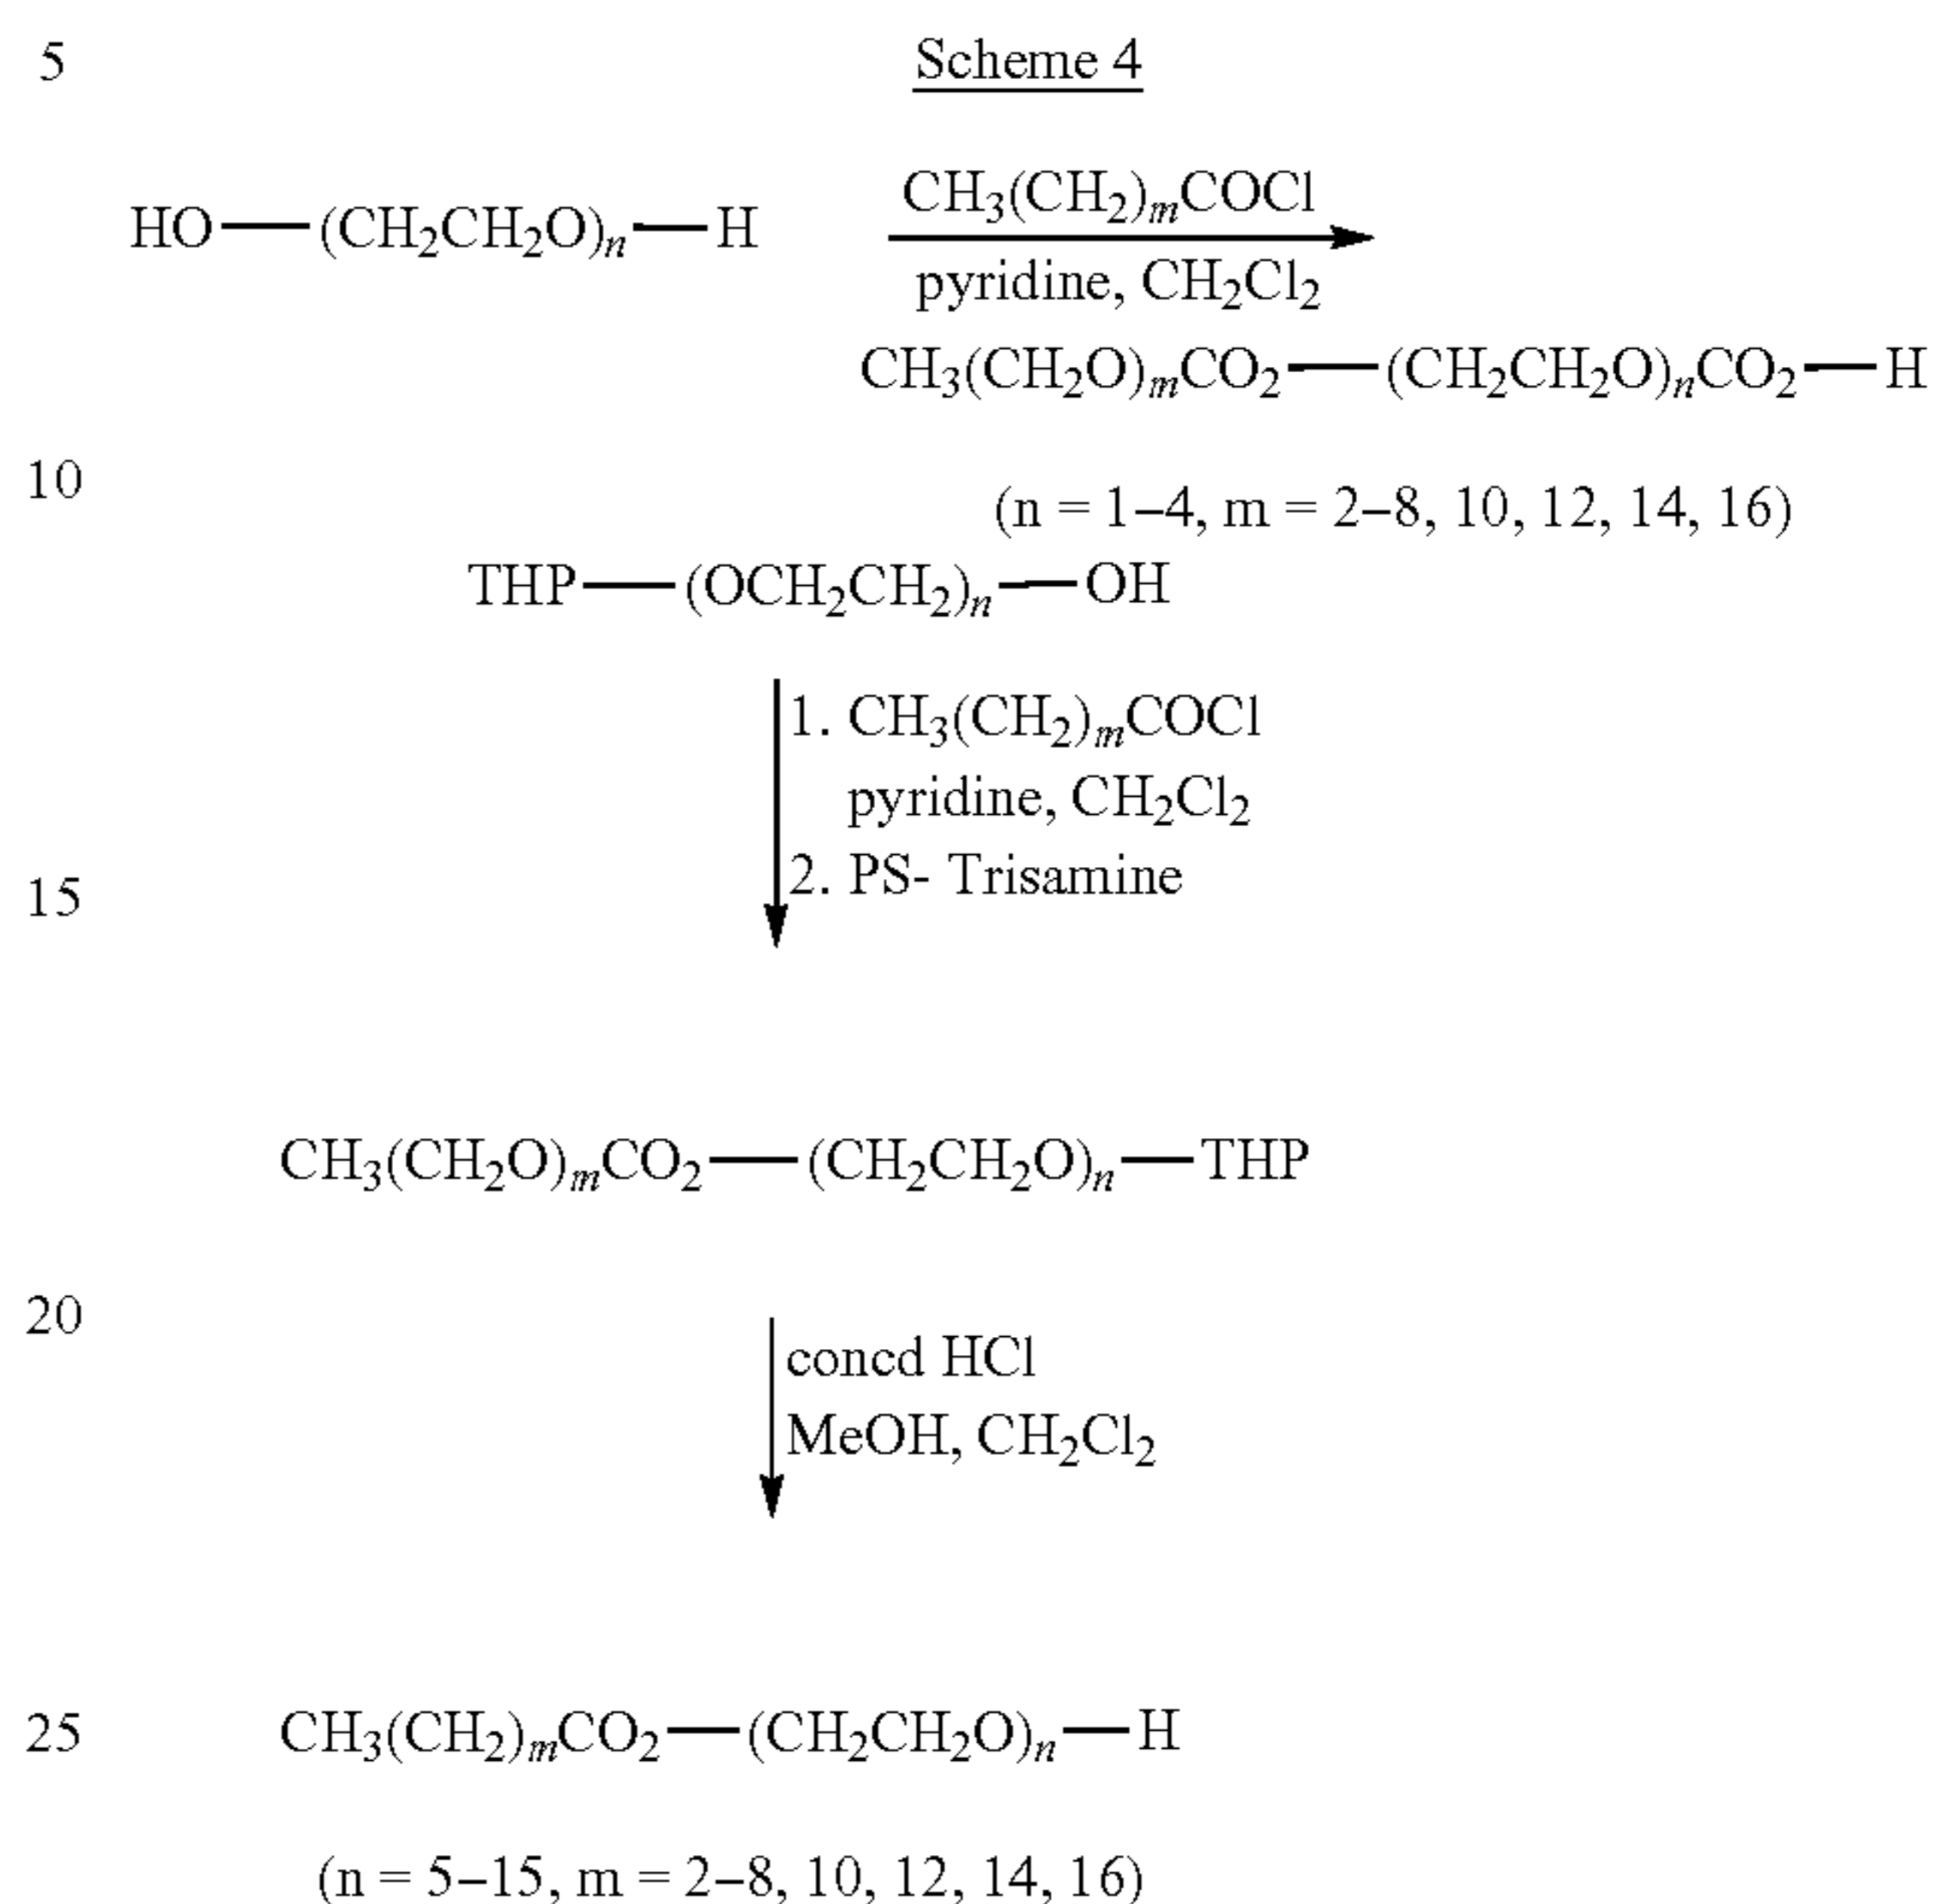 5
Scheme 4
HO—(CH₂CH₂O)ₙ—H
CH₃(CH₂)ₘCOCl
pyridine, CH₂Cl₂
CH₃(CH₂O)ₘCO₂—(CH₂CH₂O)ₙCO₂—H
10
(n = 1–4, m = 2–8, 10, 12, 14, 16)
THP—(OCH₂CH₂)ₙ—OH
1. CH₃(CH₂)ₘCOCl
pyridine, CH₂Cl₂
2. PS- Trisamine
15
CH₃(CH₂O)ₘCO₂—(CH₂CH₂O)ₙ—THP
20
concd HCl
MeOH, CH₂Cl₂
25
CH₃(CH₂)ₘCO₂—(CH₂CH₂O)ₙ—H
(n = 5–15, m = 2–8, 10, 12, 14, 16)